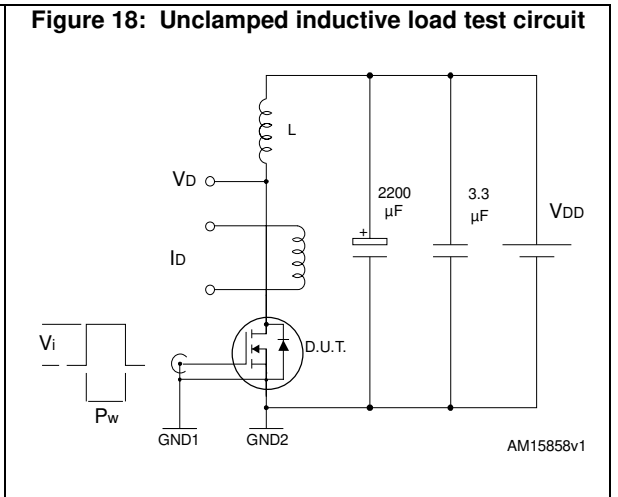 Figure 18: Unclamped inductive load test circuit
L
VD
2200
µF
3.3
µF
VDD
ID
+
Vi
D.U.T.
Pw
GND1
GND2
AM15858v1